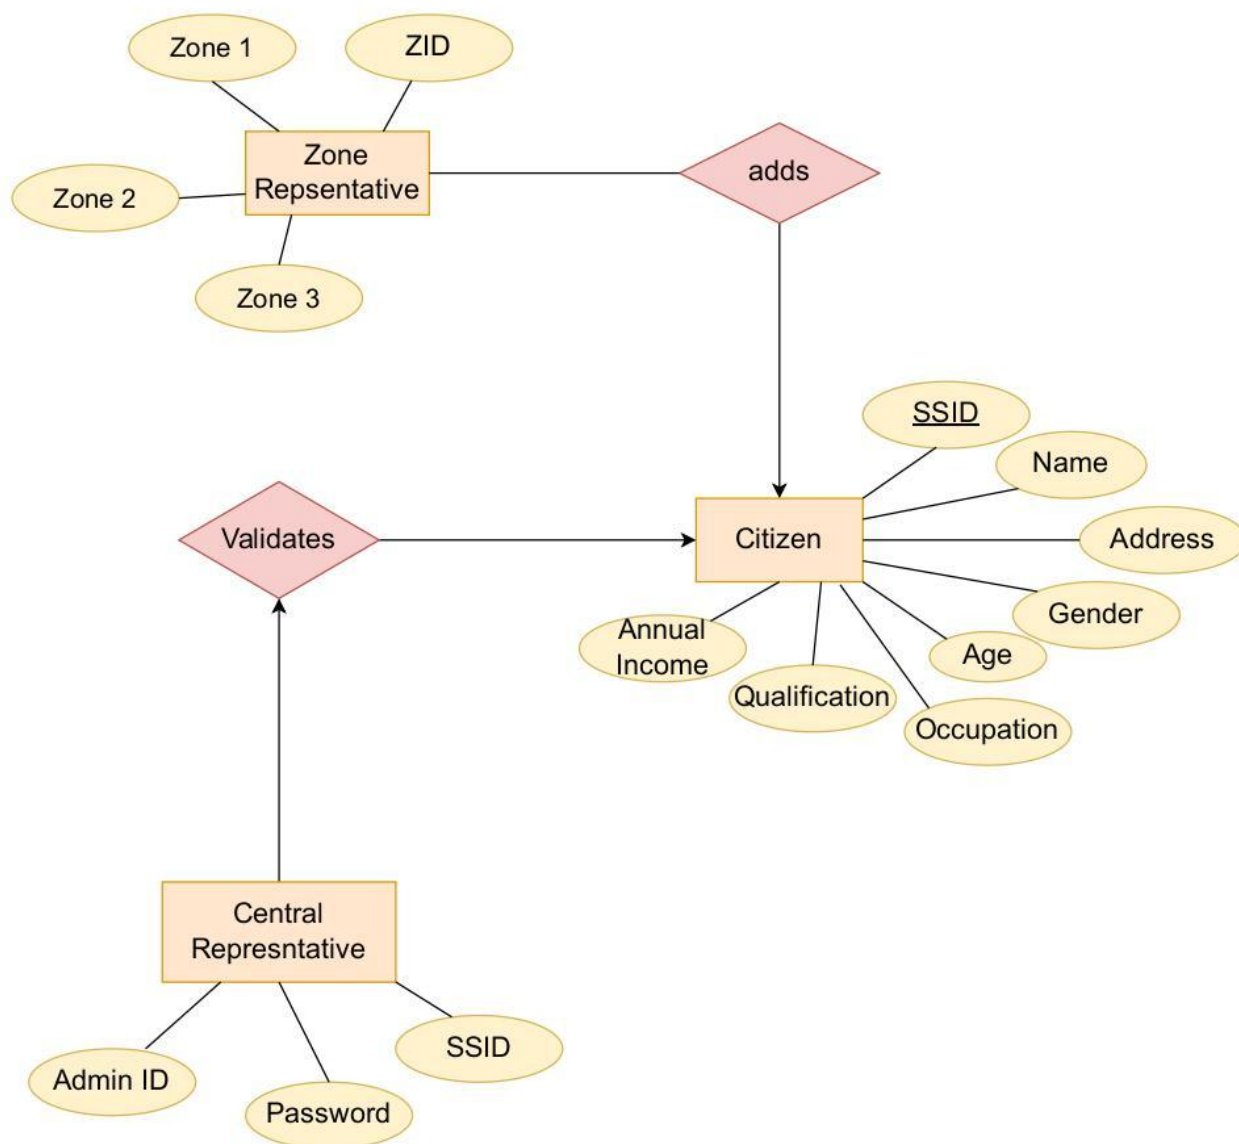 Zone 1
ZID
Zone
Repsentative
adds
Zone 2
Zone 3
SSID
Name
Validates
Citizen
Address
Gender
Annual
Income
Age
Qualification
Occupation
Central
Represntative
SSID
Admin ID
Password